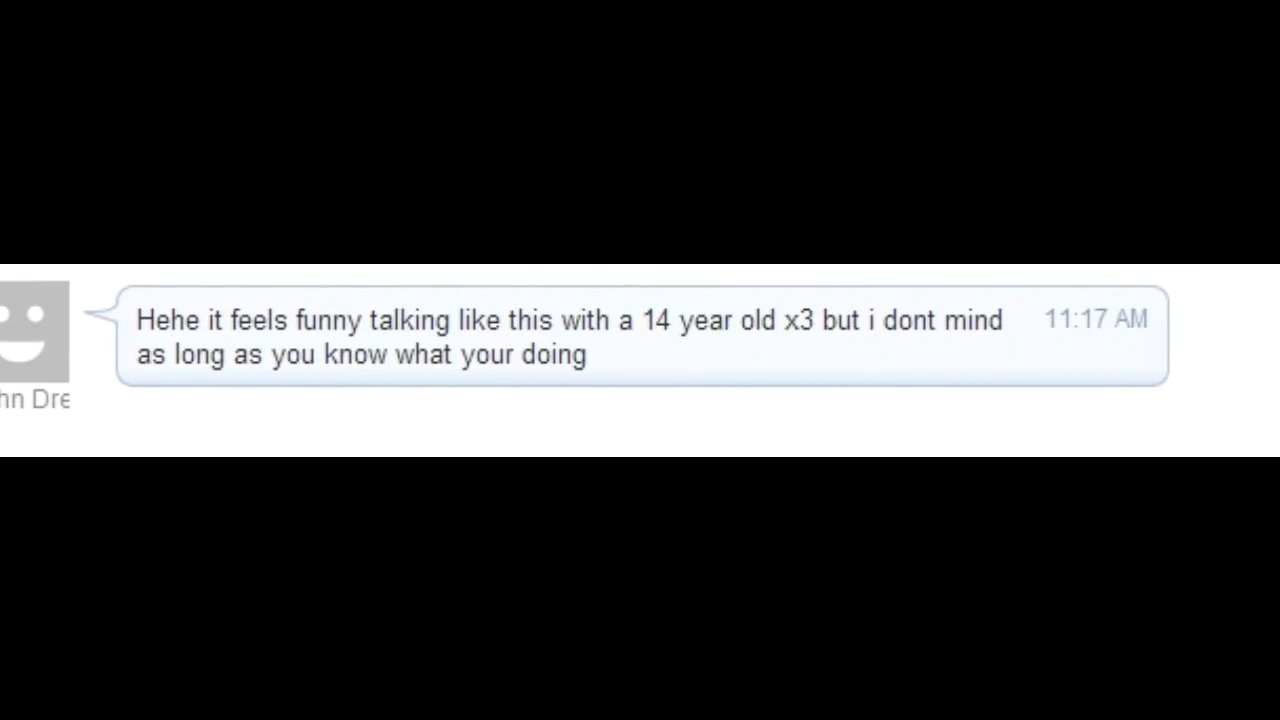 Hehe it feels funny talking like this with a 14 year old x3 but i dont mind 11:17 AM
as long as you know what your doing
hn Dre